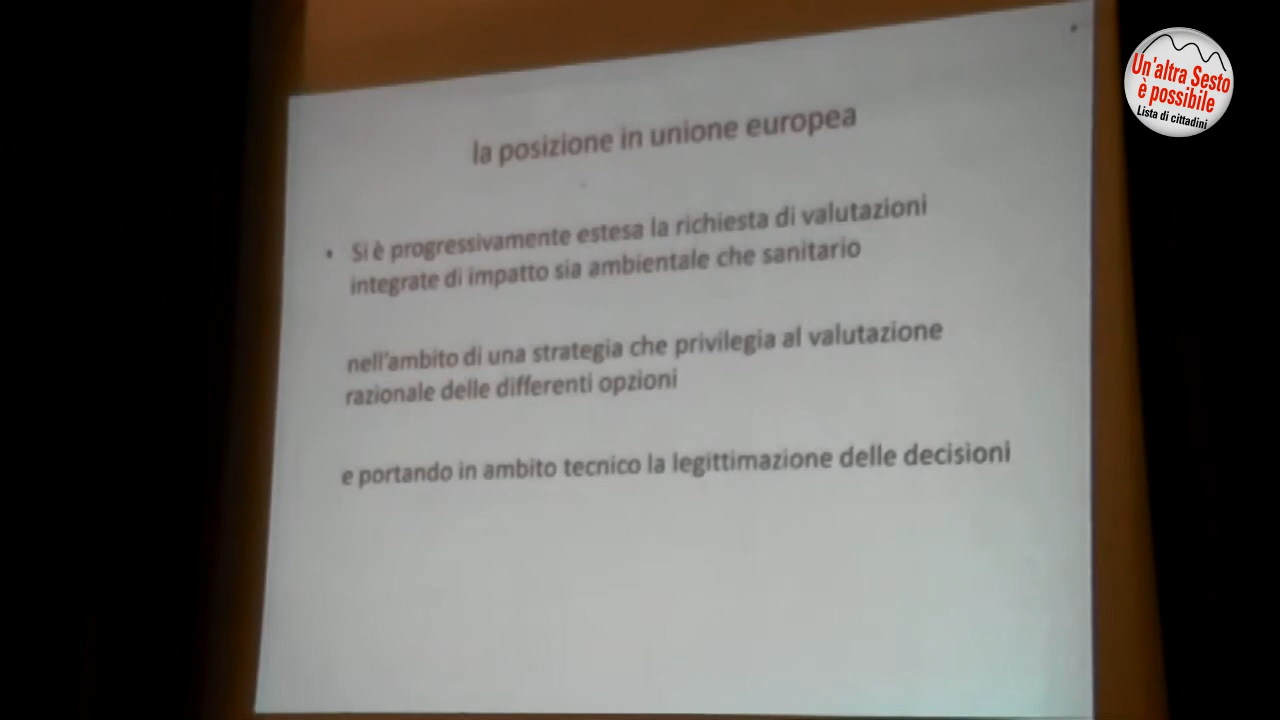 la posizione in unione europea
• Si è progressivamente estesa la richiesta di valutazioni
integrate di impatto sia ambientale che sanitario
nell'ambito di una strategia che privilegia al valutazione
razionale delle differenti opzioni
e portando in ambito tecnico la legittimazione delle decisioni
Un'altra Sesto
è possibile
Lista di cittadini